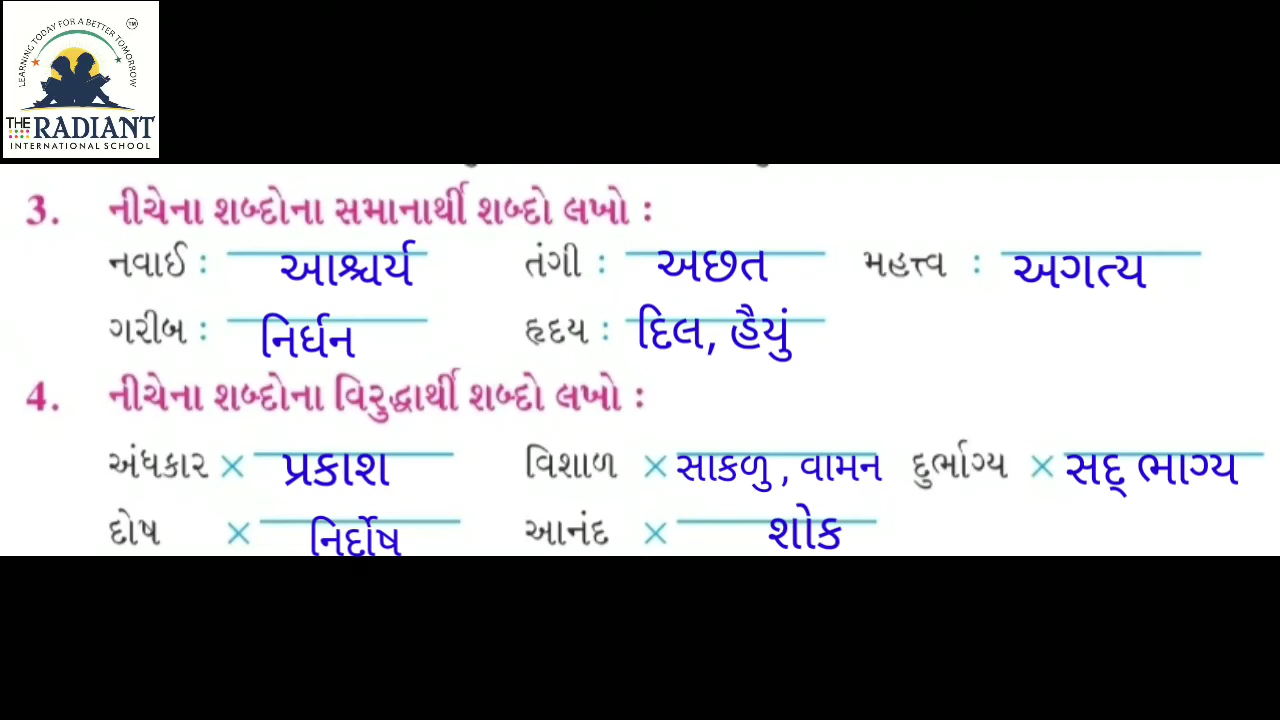 LEARNING TODAY FOR A BETTER TOMORROW
TM
THE RADIANT
INTERNATIONAL SCHOOL
3. નીચેના શબ્દોના સમાનાર્થી શબ્દો લખો :
નવાઈ : આશ્ચર્ય તંગી : અછત મહત્ત્વ : અગત્ય
ગરીબ : નિર્ધન હૃદય : દિલ, હૈયું
4. નીચેના શબ્દોના વિરુદ્ધાર્થી શબ્દો લખો :
અંધકાર × પ્રકાશ વિશાળ × સાકળુ , વામન દુર્ભાગ્ય × સદ્ ભાગ્ય
દોષ × નિર્દોષ આનંદ × શોક